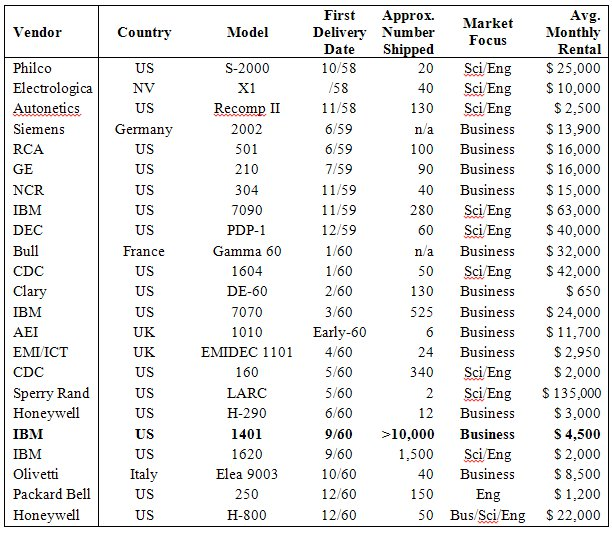 Vendor Country Model First Delivery Date Approx. Number Shipped Market Focus Avg. Monthly Rental
Philco US S-2000 10/58 20 Sci/Eng $ 25,000
Electrologica NV X1 /58 40 Sci/Eng $ 10,000
Autonetics US Recomp II 11/58 130 Sci/Eng $ 2,500
Siemens Germany 2002 6/59 n/a Business $ 13,900
RCA US 501 6/59 100 Business $ 16,000
GE US 210 7/59 90 Business $ 16,000
NCR US 304 11/59 40 Business $ 15,000
IBM US 7090 11/59 280 Sci/Eng $ 63,000
DEC US PDP-1 12/59 60 Sci/Eng $ 40,000
Bull France Gamma 60 1/60 n/a Business $ 32,000
CDC US 1604 1/60 50 Sci/Eng $ 42,000
Clary US DE-60 2/60 130 Business $ 650
IBM US 7070 3/60 525 Business $ 24,000
AEI UK 1010 Early-60 6 Business $ 11,700
EMI/ICT UK EMIDEC 1101 4/60 24 Business $ 2,950
CDC US 160 5/60 340 Sci/Eng $ 2,000
Sperry Rand US LARC 5/60 2 Sci/Eng $ 135,000
Honeywell US H-290 6/60 12 Business $ 3,000
IBM US 1401 9/60 >10,000 Business $ 4,500
IBM US 1620 9/60 1,500 Sci/Eng $ 2,000
Olivetti Italy Elea 9003 10/60 40 Business $ 8,500
Packard Bell US 250 12/60 150 Eng $ 1,200
Honeywell US H-800 12/60 50 Bus/Sci/Eng $ 22,000